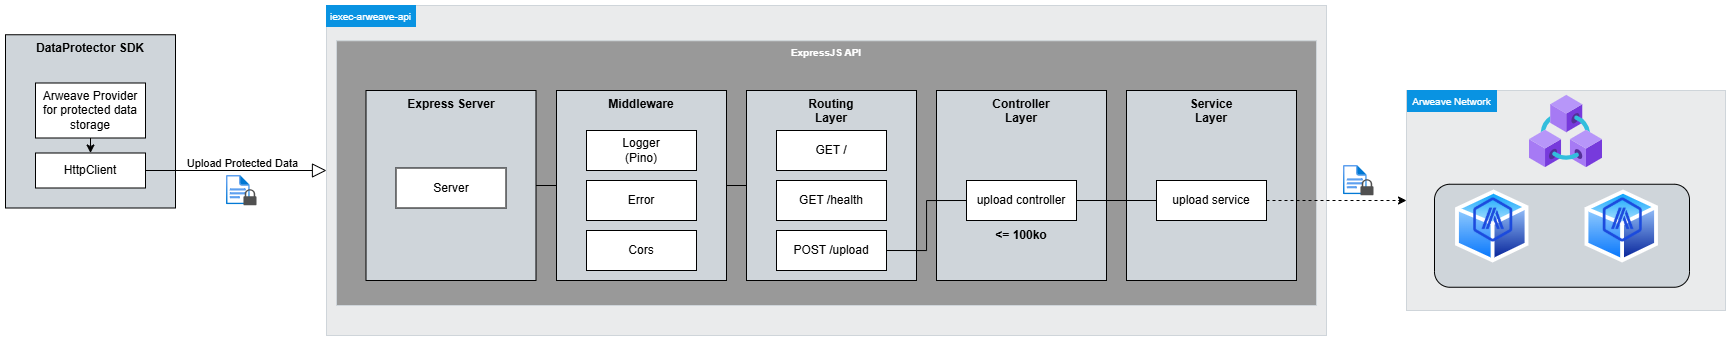 DataProtector SDK
Arweave Provider
for protected data
storage
HttpClient
Upload Protected Data
iexec-arweave-api
ExpressJS API
Express Server
Server
Middleware
Logger
(Pino)
Error
Cors
Routing
Layer
GET /
GET /health
POST /upload
Controller
Layer
upload controller
<= 100ko
Service
Layer
upload service
Arweave Network